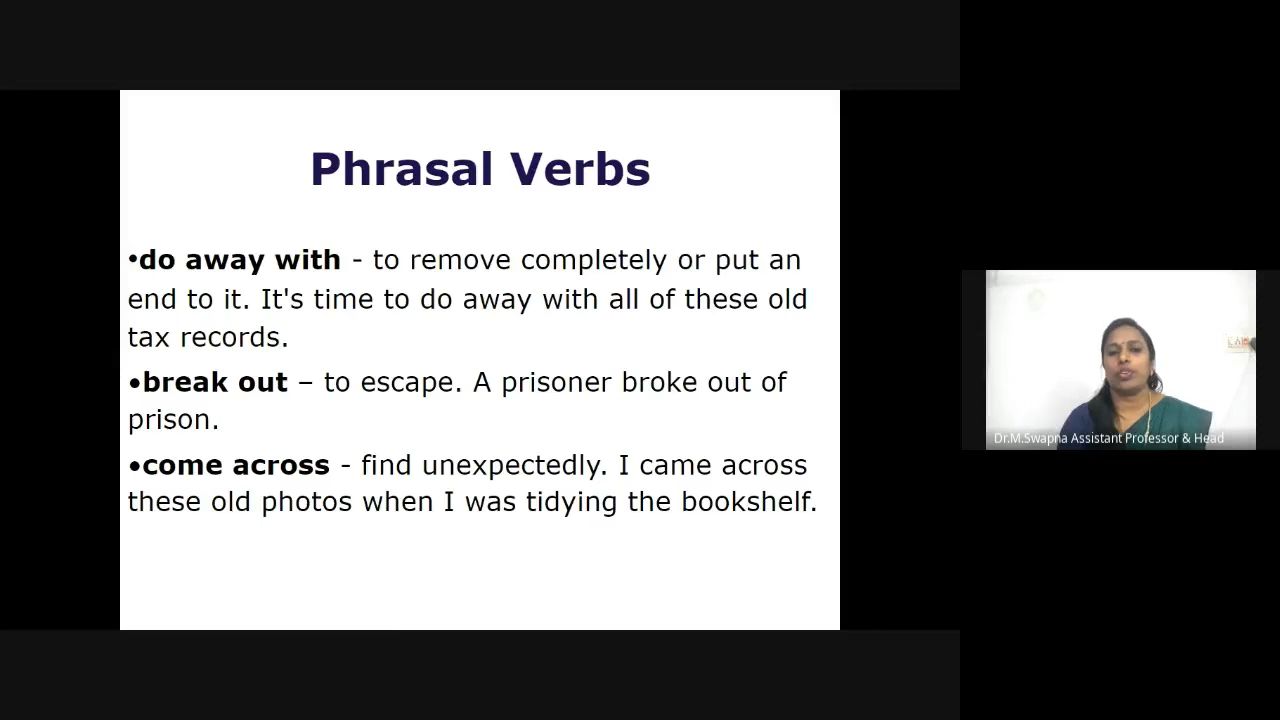 Phrasal Verbs
•do away with - to remove completely or put an
end to it. It's time to do away with all of these old
tax records.
•break out – to escape. A prisoner broke out of
prison.
•come across - find unexpectedly. I came across
these old photos when I was tidying the bookshelf.
Dr.M.Swapna Assistant Professor & Head